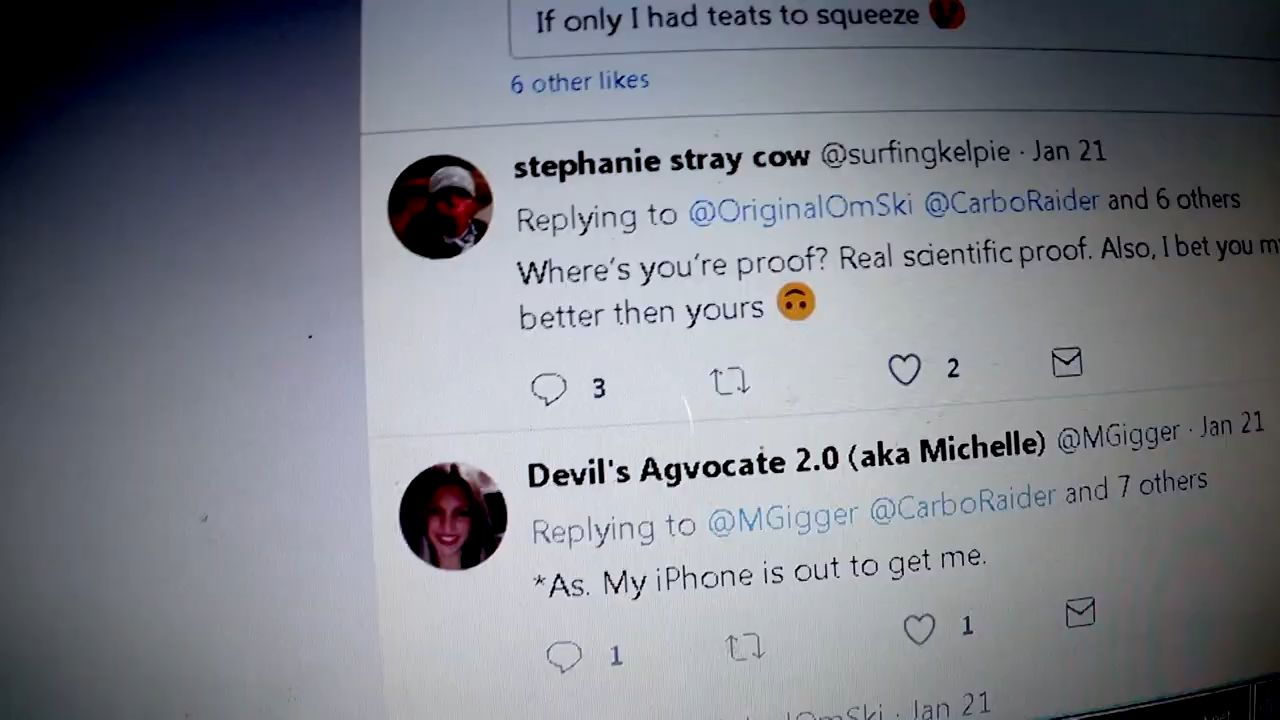 If only I had teats to squeeze
6 other likes
stephanie stray cow @surfingkelpie · Jan 21
Replying to @OriginalOmSki @CarboRaider and 6 others
Where's you're proof? Real scientific proof. Also, I bet you
better then yours 🙃
3 2
Devil's Agvocate 2.0 (aka Michelle) @MGigger · Jan 21
Replying to @MGigger @CarboRaider and 7 others
*As. My iPhone is out to get me.
1 1
Jan 21